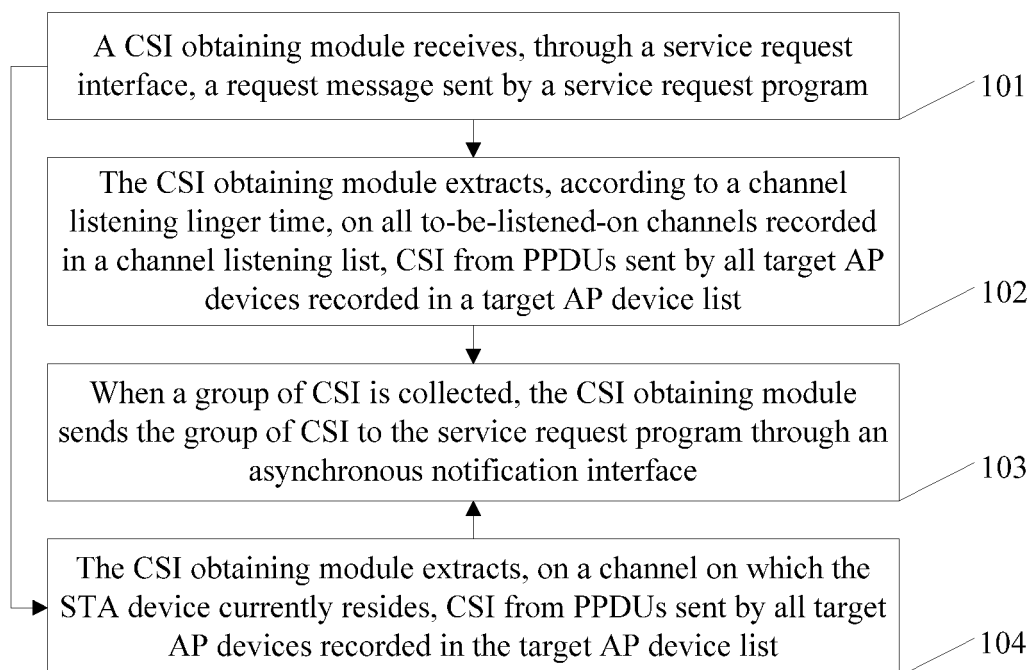 A CSI obtaining module receives, through a service request
interface, a request message sent by a service request program
101
The CSI obtaining module extracts, according to a channel
listening linger time, on all to-be-listened-on channels recorded
in a channel listening list, CSI from PPDUs sent by all target AP
devices recorded in a target AP device list
102
When a group of CSI is collected, the CSI obtaining module
sends the group of CSI to the service request program through an
asynchronous notification interface
103
The CSI obtaining module extracts, on a channel on which the
STA device currently resides, CSI from PPDUs sent by all target
AP devices recorded in the target AP device list
104